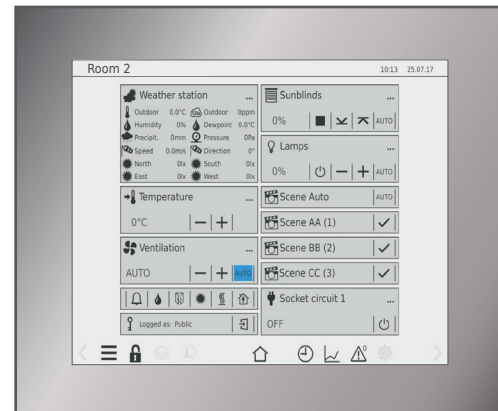 Room 2
10:13 25.07.17
Weather station ...
Outdoor 0.0°C CO₂ Outdoor 0ppm
Humidity 0% Dewpoint 0.0°C
Precipit. 0mm Pressure 0Pa
Speed 0.0m/s Direction 0°
North 0lx South 0lx
East 0lx West 0lx
Temperature ...
0°C
Ventilation ...
AUTO AUTO
Logged as: Public
Sunblinds ...
0% AUTO
Lamps ...
0% AUTO
Scene Auto AUTO
Scene AA (1)
Scene BB (2)
Scene CC (3)
Socket circuit 1 ...
OFF